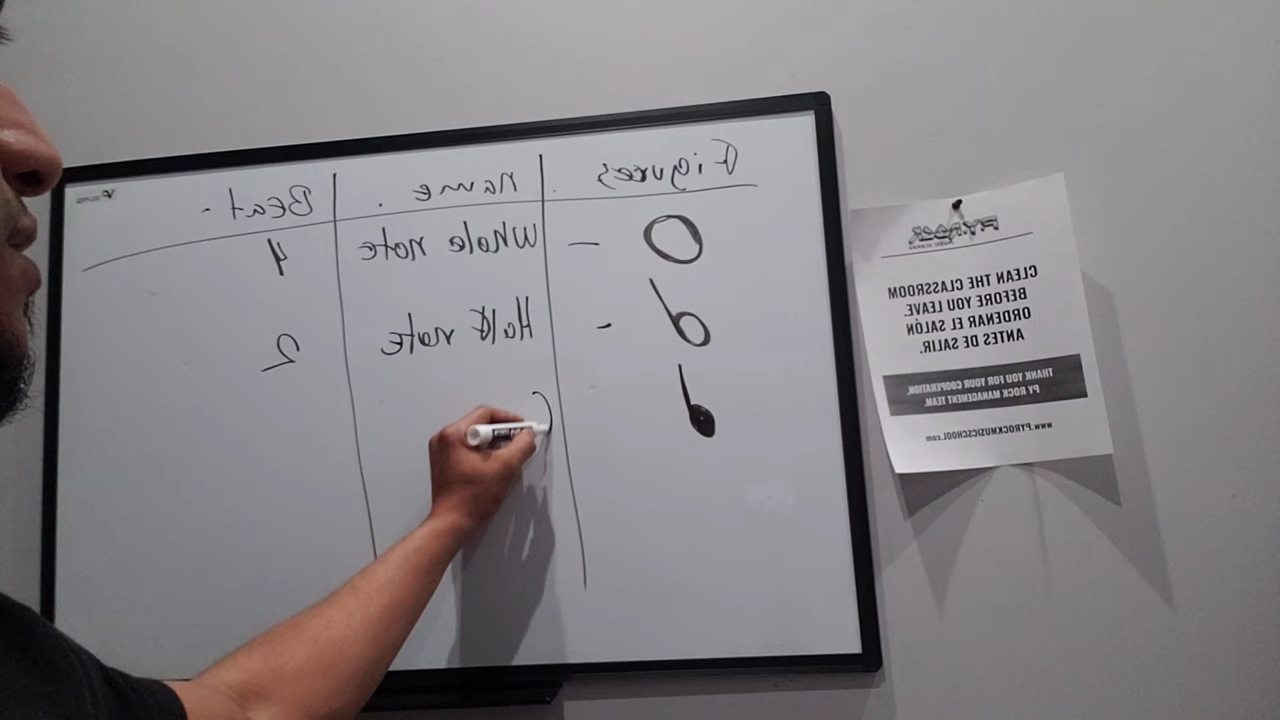 Figures name . Beat -
O - Whole note 4
- Half note 2
PYROCK
CLEAN THE CLASSROOM
BEFORE YOU LEAVE.
ORDENAR EL SALÓN
ANTES DE SALIR.
THANK YOU FOR YOUR COOPERATION,
PY ROCK MANAGEMENT TEAM.
www.PYROCKMUSICSCHOOL.com